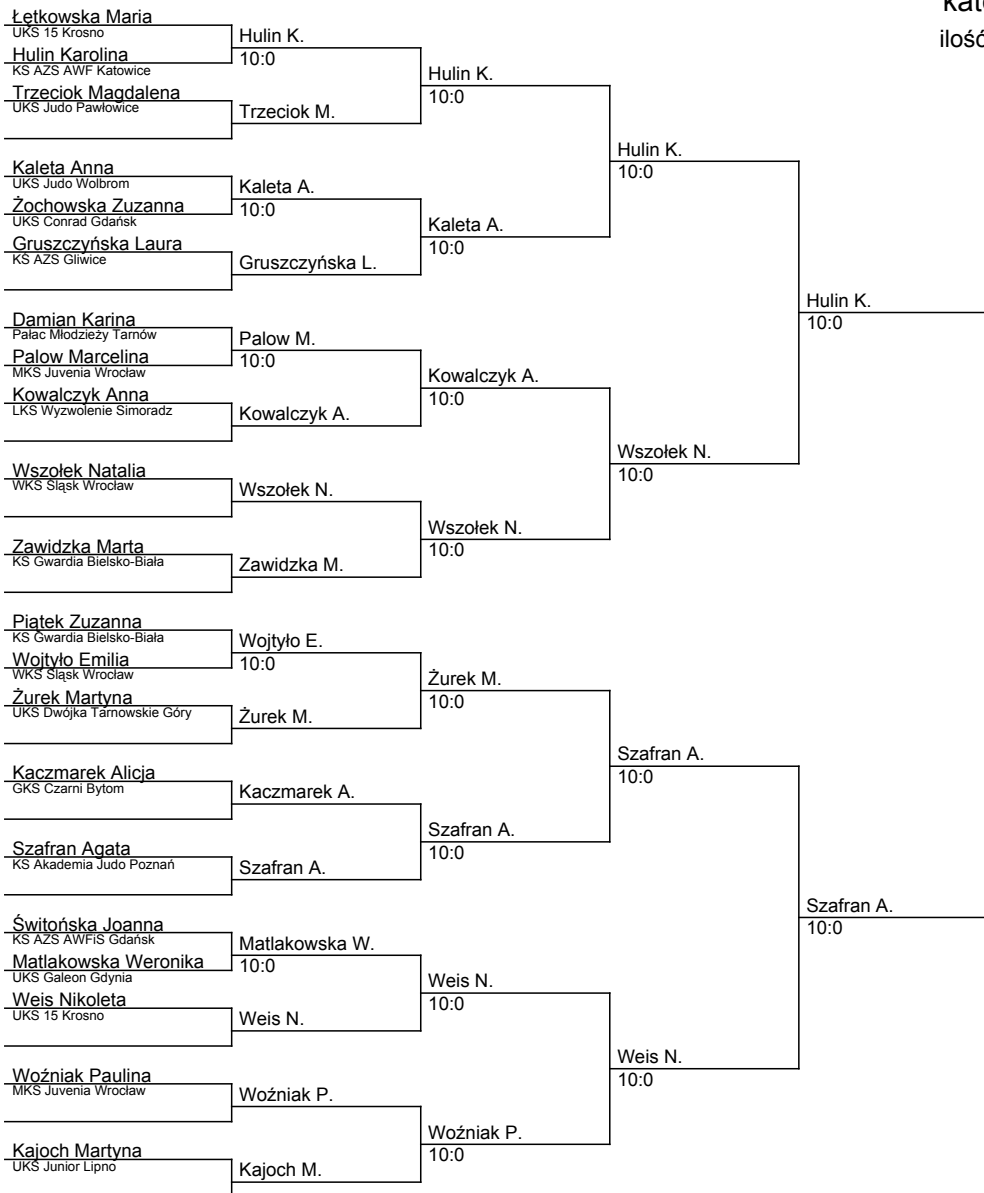 kate
ilość
Łętkowska Maria
UKS 15 Krosno
Hulin Karolina
KS AZS AWF Katowice
Trzeciok Magdalena
UKS Judo Pawłowice
Kaleta Anna
UKS Judo Wolbrom
Żochowska Zuzanna
UKS Conrad Gdańsk
Gruszczyńska Laura
KS AZS Gliwice
Damian Karina
Pałac Młodzieży Tarnów
Palow Marcelina
MKS Juvenia Wrocław
Kowalczyk Anna
LKS Wyzwolenie Simoradz
Wszołek Natalia
WKS Śląsk Wrocław
Zawidzka Marta
KS Gwardia Bielsko-Biała
Piątek Zuzanna
KS Gwardia Bielsko-Biała
Wojtyło Emilia
WKS Śląsk Wrocław
Żurek Martyna
UKS Dwójka Tarnowskie Góry
Kaczmarek Alicja
GKS Czarni Bytom
Szafran Agata
KS Akademia Judo Poznań
Świtońska Joanna
KS AZS AWFiS Gdańsk
Matlakowska Weronika
UKS Galeon Gdynia
Weis Nikoleta
UKS 15 Krosno
Woźniak Paulina
MKS Juvenia Wrocław
Kajoch Martyna
UKS Junior Lipno
Hulin K.
10:0
Trzeciok M.
Kaleta A.
10:0
Gruszczyńska L.
Palow M.
10:0
Kowalczyk A.
Wszołek N.
Zawidzka M.
Wojtyło E.
10:0
Żurek M.
Kaczmarek A.
Szafran A.
Matlakowska W.
10:0
Weis N.
Woźniak P.
Kajoch M.
Hulin K.
10:0
Kaleta A.
10:0
Kowalczyk A.
10:0
Wszołek N.
10:0
Żurek M.
10:0
Szafran A.
10:0
Weis N.
10:0
Woźniak P.
10:0
Hulin K.
10:0
Wszołek N.
10:0
Szafran A.
10:0
Weis N.
10:0
Hulin K.
10:0
Szafran A.
10:0